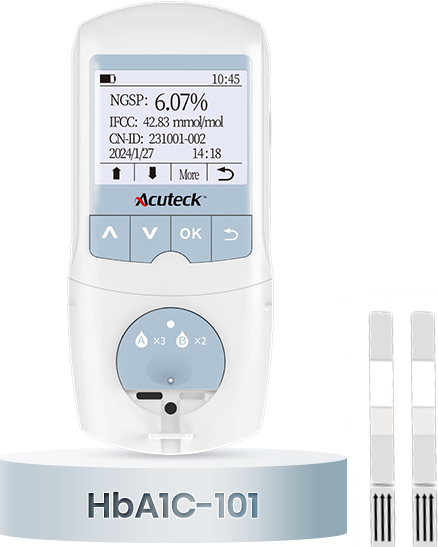 10:45
NGSP: 6.07%
IFCC: 42.83 mmol/mol
CN-ID: 231001-002
2024/1/27 14:18
More
Acuteck™
OK
A ×3 B ×2
HbA1C-101